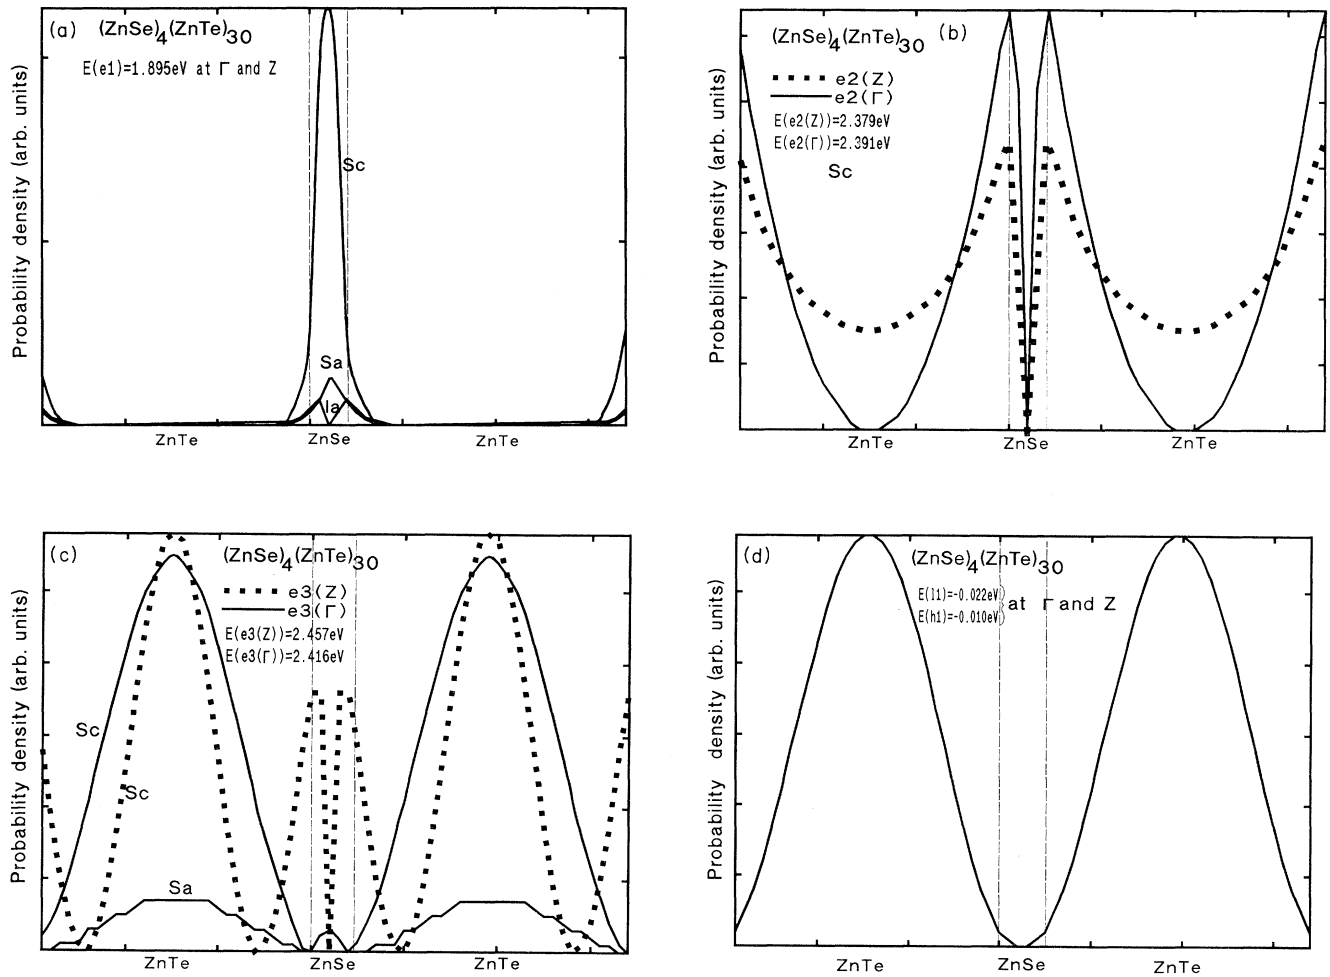 (a) (ZnSe)4(ZnTe)30
E(e1)=1.895eV at Γ and Z
Probability density (arb. units)
Sc
Sa
Ia
ZnTe ZnSe ZnTe
(ZnSe)4(ZnTe)30 (b)
e2(Z)
e2(Γ)
E(e2(Z))=2.379eV
E(e2(Γ))=2.391eV
Sc
Probability density (arb. units)
ZnTe ZnSe ZnTe
(c) (ZnSe)4(ZnTe)30
e3(Z)
e3(Γ)
E(e3(Z))=2.457eV
E(e3(Γ))=2.416eV
Probability density (arb. units)
Sc
Sc
Sa
ZnTe ZnSe ZnTe
(d) (ZnSe)4(ZnTe)30
E(l1)=-0.022eV
E(h1)=-0.010eV
at Γ and Z
Probability density (arb. units)
ZnTe ZnSe ZnTe